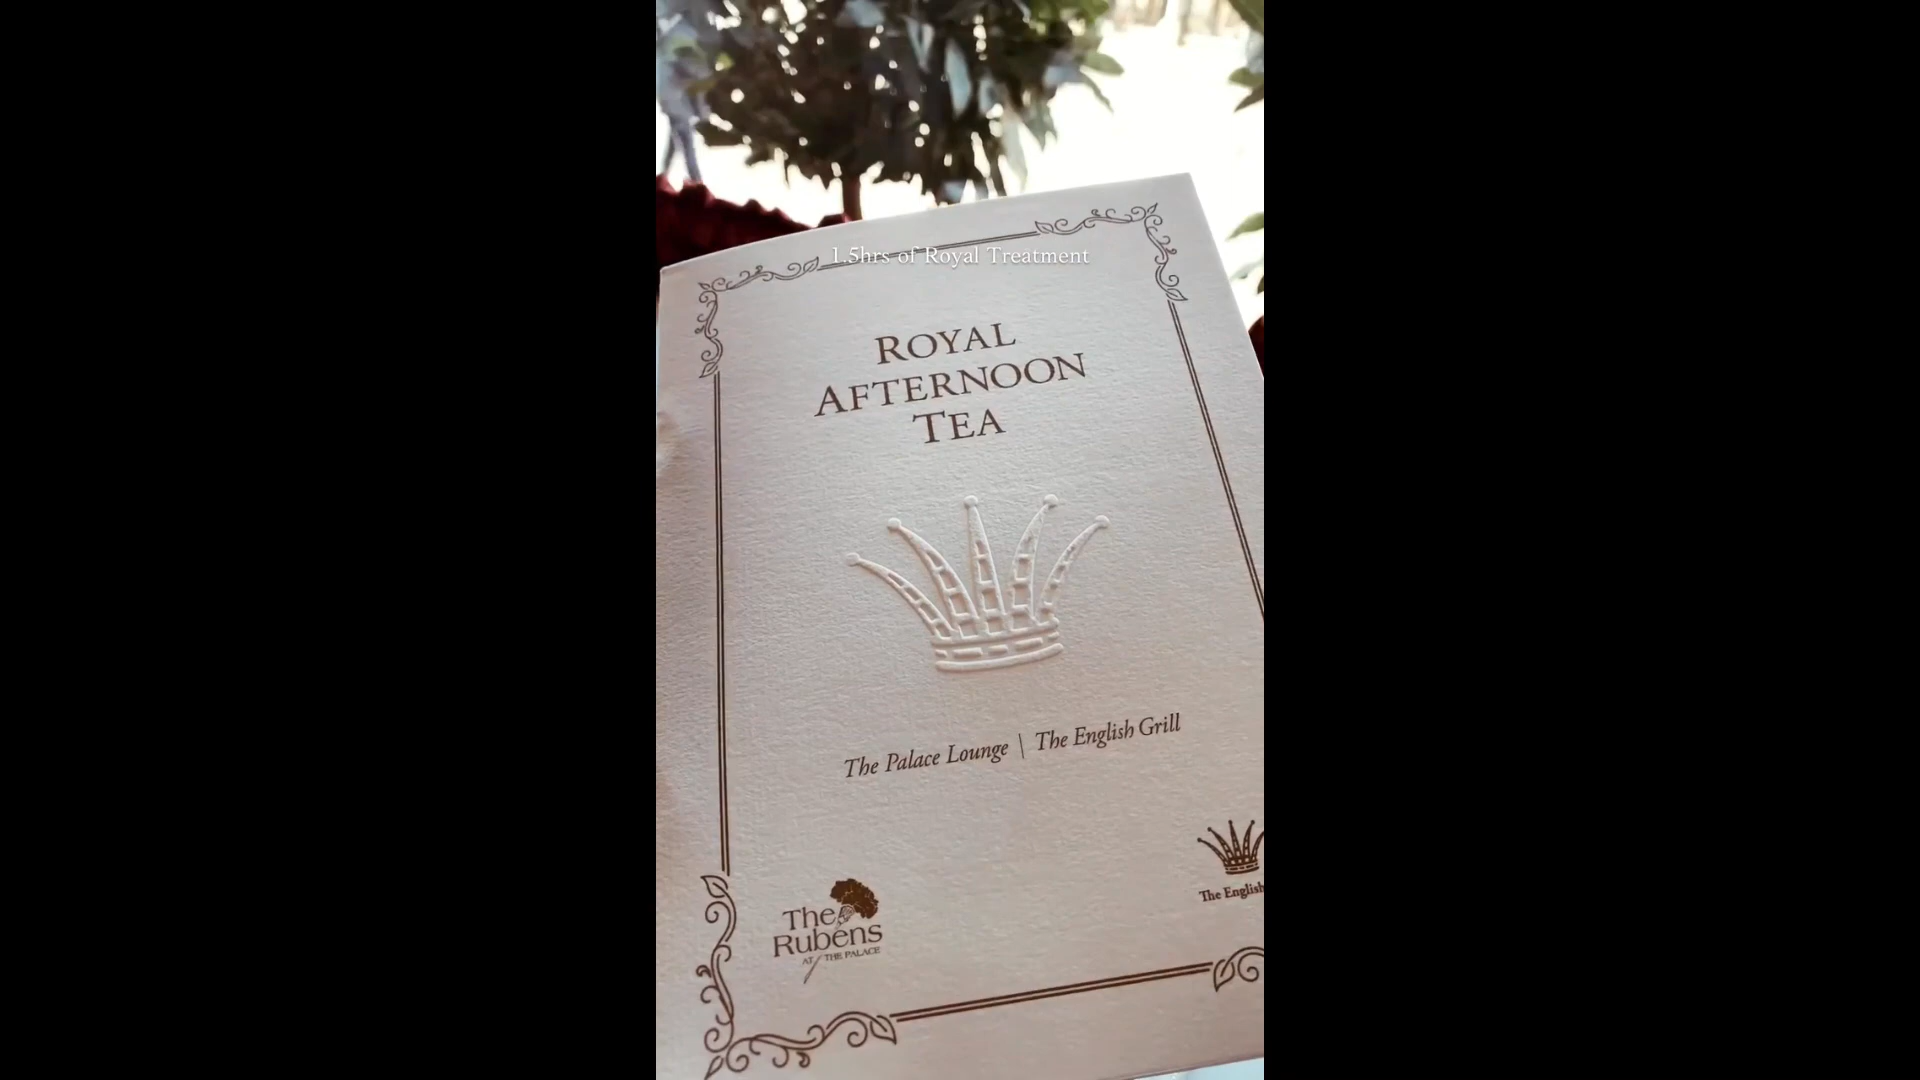 1.5hrs of Royal Treatment
ROYAL
AFTERNOON
TEA
The Palace Lounge | The English Grill
The
Rubens
AT THE PALACE
The English